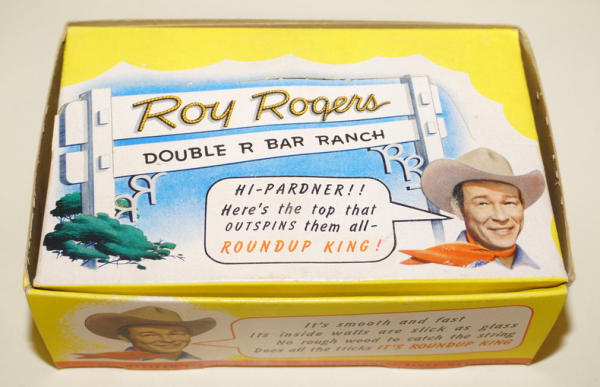 Roy Rogers
DOUBLE R BAR RANCH
HI-PARDNER!!
Here's the top that
OUTSPINS them all-
ROUNDUP KING!
It's smooth and fast
Its inside walls are slick as glass
No rough wood to catch the string
Does all the tricks IT'S ROUNDUP KING